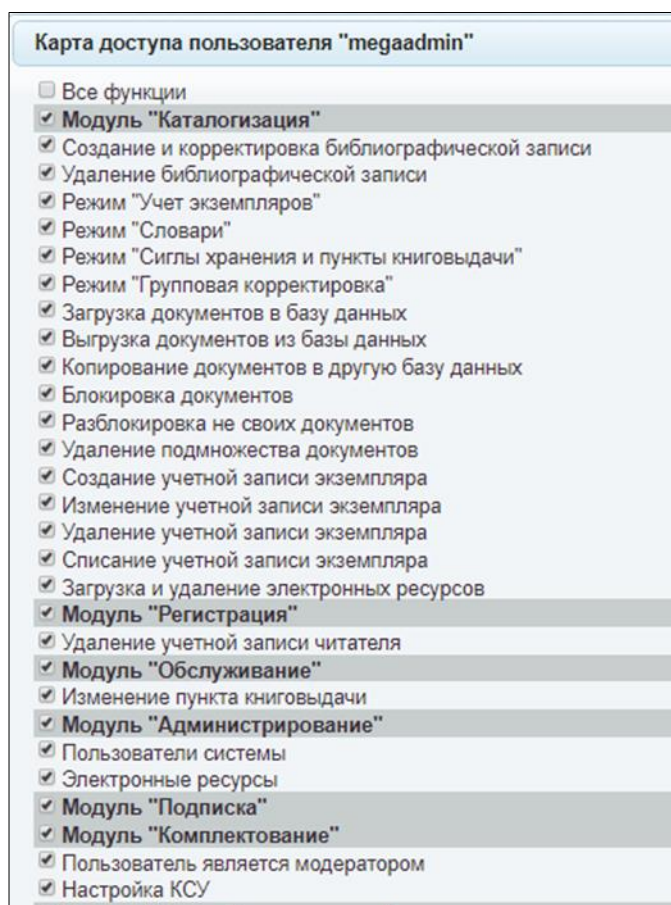 Карта доступа пользователя "megaadmin"
Все функции
Модуль "Каталогизация"
Создание и корректировка библиографической записи
Удаление библиографической записи
Режим "Учет экземпляров"
Режим "Словари"
Режим "Сиглы хранения и пункты книговыдачи"
Режим "Групповая корректировка"
Загрузка документов в базу данных
Выгрузка документов из базы данных
Копирование документов в другую базу данных
Блокировка документов
Разблокировка не своих документов
Удаление подмножества документов
Создание учетной записи экземпляра
Изменение учетной записи экземпляра
Удаление учетной записи экземпляра
Списание учетной записи экземпляра
Загрузка и удаление электронных ресурсов
Модуль "Регистрация"
Удаление учетной записи читателя
Модуль "Обслуживание"
Изменение пункта книговыдачи
Модуль "Администрирование"
Пользователи системы
Электронные ресурсы
Модуль "Подписка"
Модуль "Комплектование"
Пользователь является модератором
Настройка КСУ